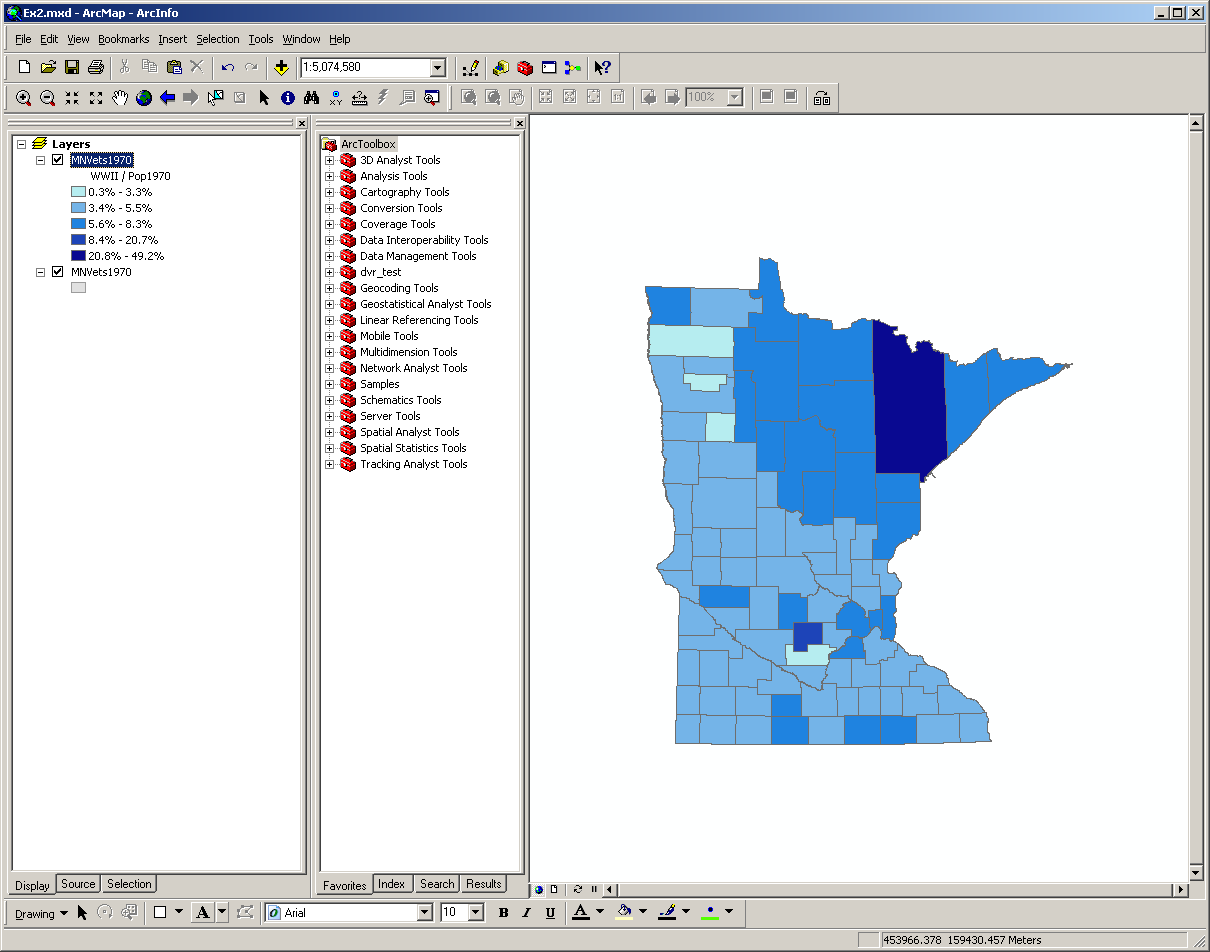 Ex2.mxd - ArcMap - ArcInfo
File Edit View Bookmarks Insert Selection Tools Window Help
1:5,074,580
XY 1:1 100%
Layers
MNVets1970
WWII / Pop1970
0.3% - 3.3%
3.4% - 5.5%
5.6% - 8.3%
8.4% - 20.7%
20.8% - 49.2%
MNVets1970
Display Source Selection
ArcToolbox
3D Analyst Tools
Analysis Tools
Cartography Tools
Conversion Tools
Coverage Tools
Data Interoperability Tools
Data Management Tools
dvr_test
Geocoding Tools
Geostatistical Analyst Tools
Linear Referencing Tools
Mobile Tools
Multidimension Tools
Network Analyst Tools
Samples
Schematics Tools
Server Tools
Spatial Analyst Tools
Spatial Statistics Tools
Tracking Analyst Tools
Favorites Index Search Results
Drawing A Arial 10 B I U A
453966.378 159430.457 Meters